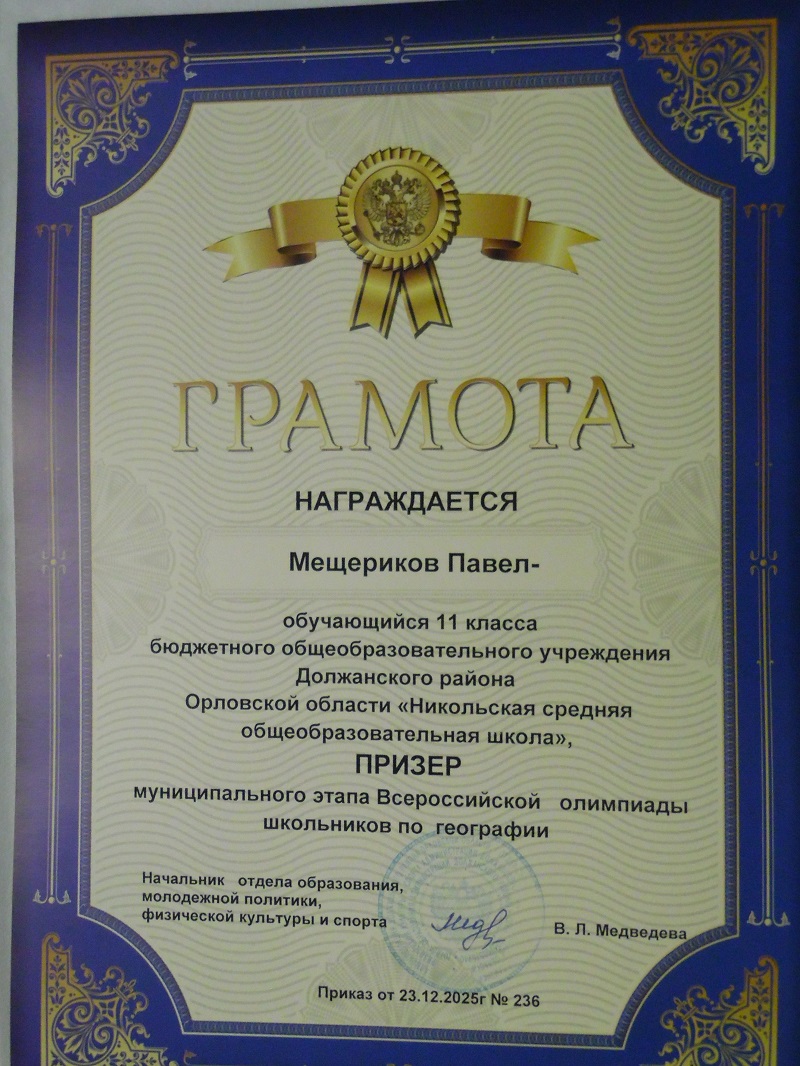 ГРАМОТА
НАГРАЖДАЕТСЯ
Мещериков Павел-
обучающийся 11 класса
бюджетного общеобразовательного учреждения
Должанского района
Орловской области «Никольская средняя
общеобразовательная школа»,
ПРИЗЕР
муниципального этапа Всероссийской олимпиады
школьников по географии
Начальник отдела образования,
молодежной политики,
физической культуры и спорта
В. Л. Медведева
Приказ от 23.12.2025г № 236